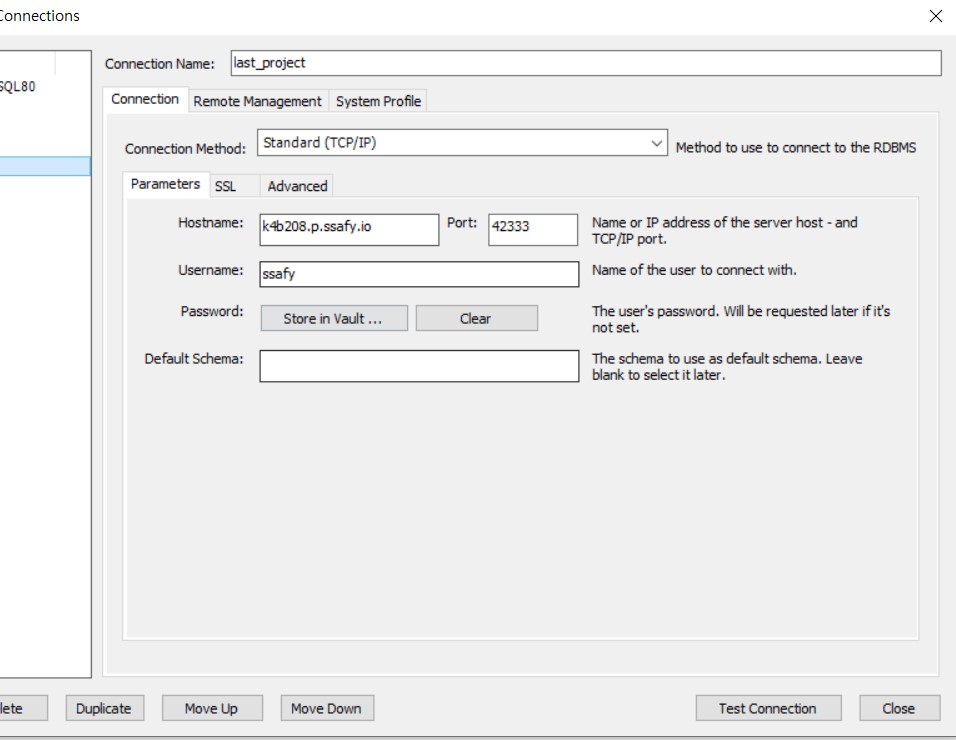 Connections
SQL80
Connection Name: last_project
Connection Remote Management System Profile
Connection Method: Standard (TCP/IP) Method to use to connect to the RDBMS
Parameters SSL Advanced
Hostname: k4b208.p.ssafy.io Port: 42333 Name or IP address of the server host - and
TCP/IP port.
Username: ssafy Name of the user to connect with.
Password: Store in Vault ... Clear The user's password. Will be requested later if it's
not set.
Default Schema: The schema to use as default schema. Leave
blank to select it later.
lete Duplicate Move Up Move Down Test Connection Close